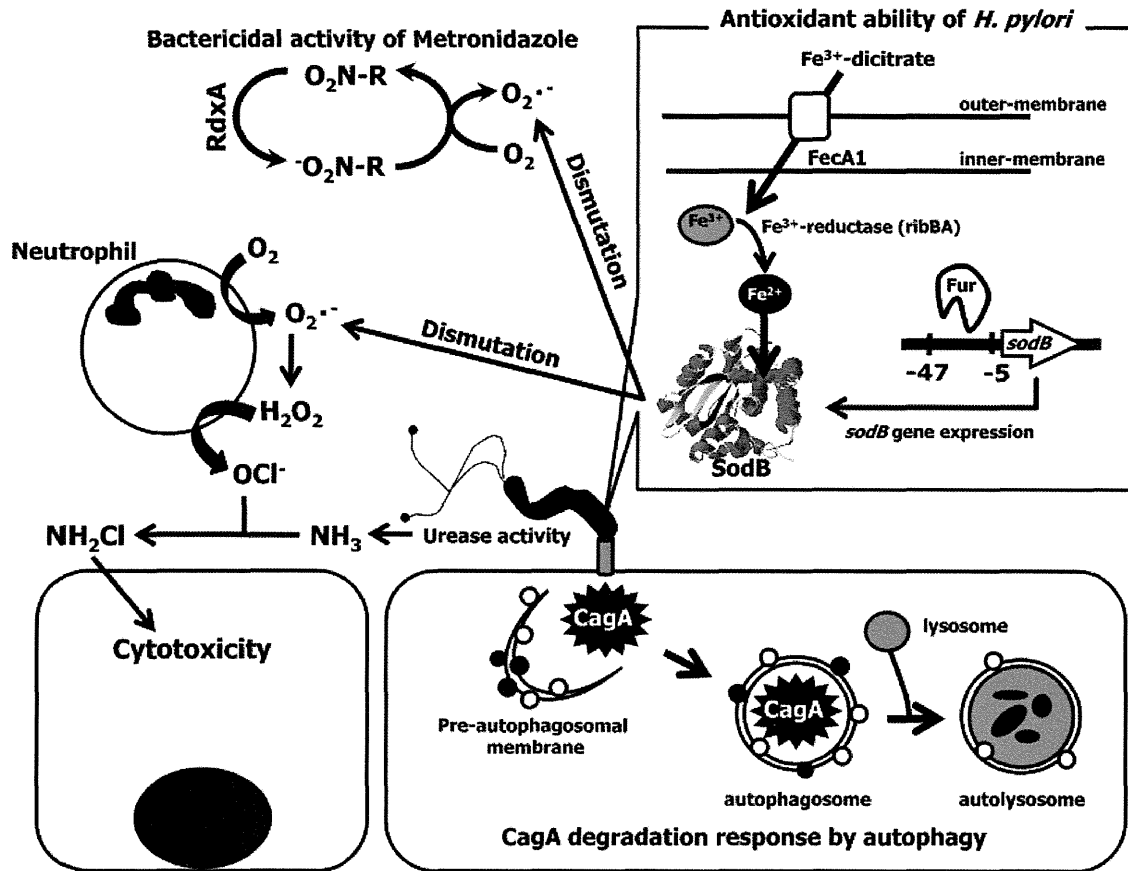 Antioxidant ability of H. pylori
Bactericidal activity of Metronidazole
Fe³⁺-dicitrate
O₂N-R
O₂·⁻
RdxA
outer-membrane
⁻O₂N-R
O₂
FecA1
inner-membrane
Dismutation
Fe³⁺
Fe³⁺-reductase (ribBA)
Neutrophil
O₂
Fe²⁺
Fur
O₂·⁻
Dismutation
sodB
-47
-5
H₂O₂
sodB gene expression
SodB
OCl⁻
NH₂Cl
NH₃
Urease activity
CagA
lysosome
Cytotoxicity
CagA
Pre-autophagosomal
membrane
autophagosome
autolysosome
CagA degradation response by autophagy